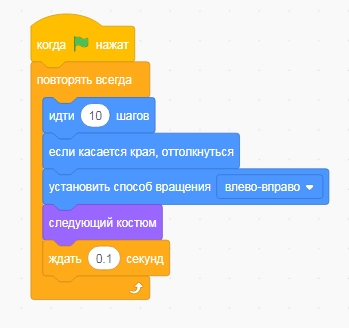 когда нажат
повторять всегда
идти 10 шагов
если касается края, оттолкнуться
установить способ вращения влево-вправо
следующий костюм
ждать 0.1 секунд